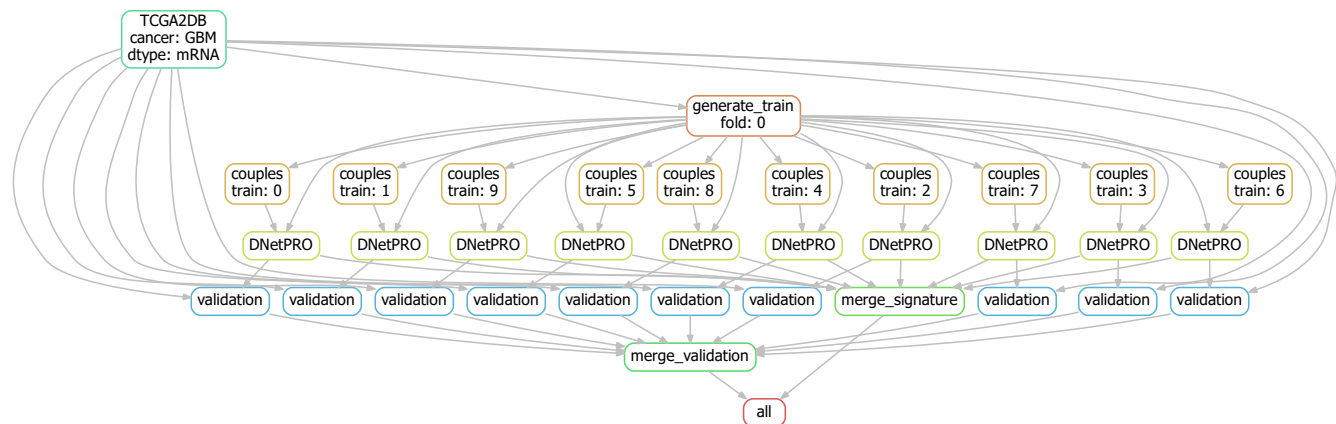 TCGA2DB
cancer: GBM
dtype: mRNA
generate_train
fold: 0
couples
train: 0
couples
train: 1
couples
train: 9
couples
train: 5
couples
train: 8
couples
train: 4
couples
train: 2
couples
train: 7
couples
train: 3
couples
train: 6
DNetPRO
DNetPRO
DNetPRO
DNetPRO
DNetPRO
DNetPRO
DNetPRO
DNetPRO
DNetPRO
DNetPRO
validation
validation
validation
validation
validation
validation
validation
merge_signature
validation
validation
validation
merge_validation
all